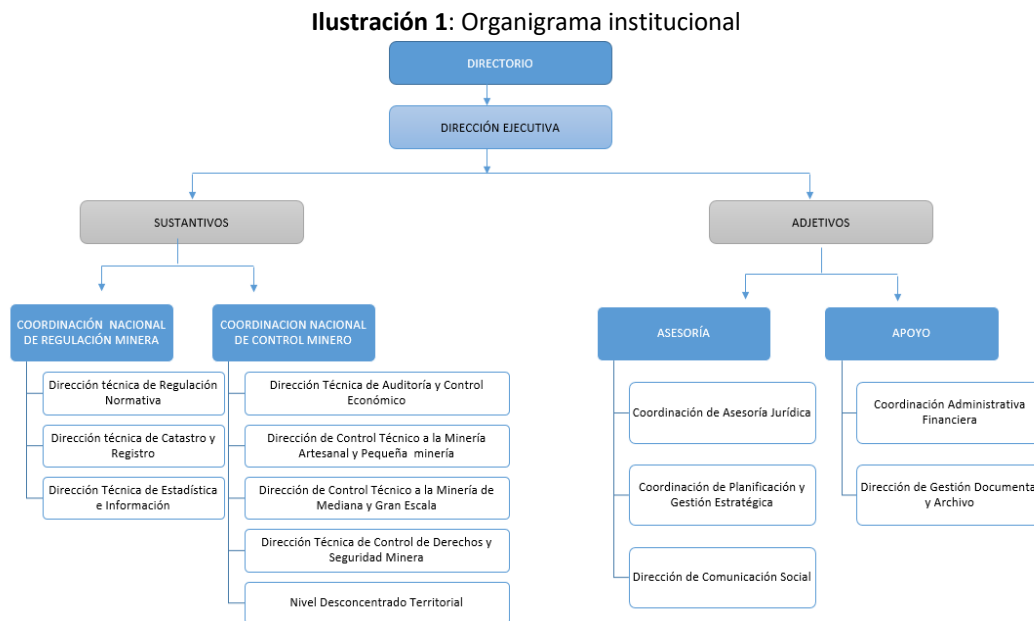 Ilustración 1: Organigrama institucional
DIRECTORIO
DIRECCIÓN EJECUTIVA
SUSTANTIVOS
ADJETIVOS
COORDINACIÓN NACIONAL
DE REGULACIÓN MINERA
COORDINACION NACIONAL
DE CONTROL MINERO
ASESORÍA
APOYO
Dirección técnica de Regulación
Normativa
Dirección técnica de Catastro y
Registro
Dirección Técnica de Estadística
e Información
Dirección Técnica de Auditoría y Control
Económico
Dirección de Control Técnico a la Minería
Artesanal y Pequeña minería
Dirección de Control Técnico a la Minería de
Mediana y Gran Escala
Dirección Técnica de Control de Derechos y
Seguridad Minera
Nivel Desconcentrado Territorial
Coordinación de Asesoría Jurídica
Coordinación de Planificación y
Gestión Estratégica
Dirección de Comunicación Social
Coordinación Administrativa
Financiera
Dirección de Gestión Documenta
y Archivo